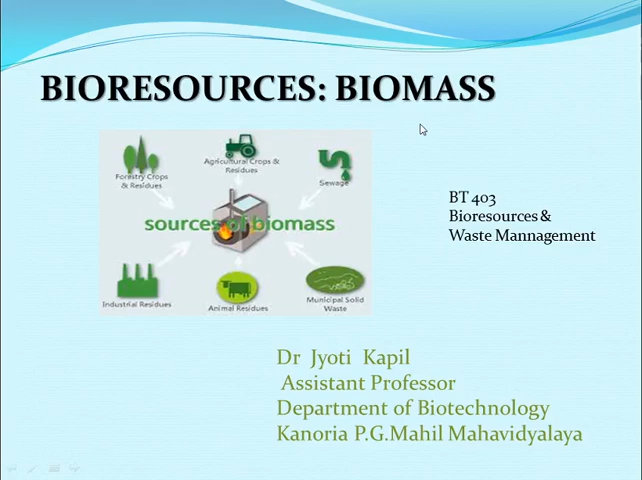 BIORESOURCES: BIOMASS
Forestry Crops
& Residues
Agricultural Crops &
Residues
Sewage
sources of biomass
Industrial Residues
Animal Residues
Municipal Solid
Waste
BT 403
Bioresources &
Waste Mannagement
Dr Jyoti Kapil
Assistant Professor
Department of Biotechnology
Kanoria P.G.Mahil Mahavidyalaya